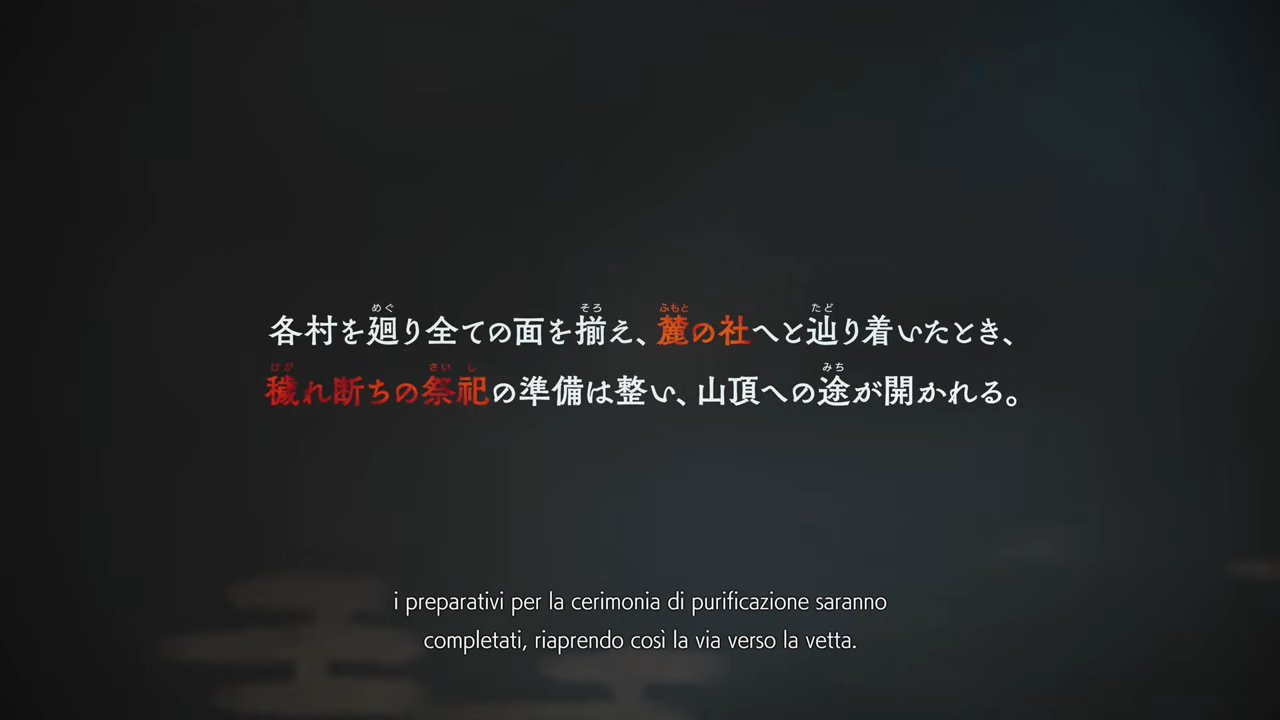 各村を廻り全ての面を揃え、麓の社へと辿り着いたとき、
穢れ断ちの祭祀の準備は整い、山頂への途が開かれる。
i preparativi per la cerimonia di purificazione saranno
completati, riaprendo così la via verso la vetta.